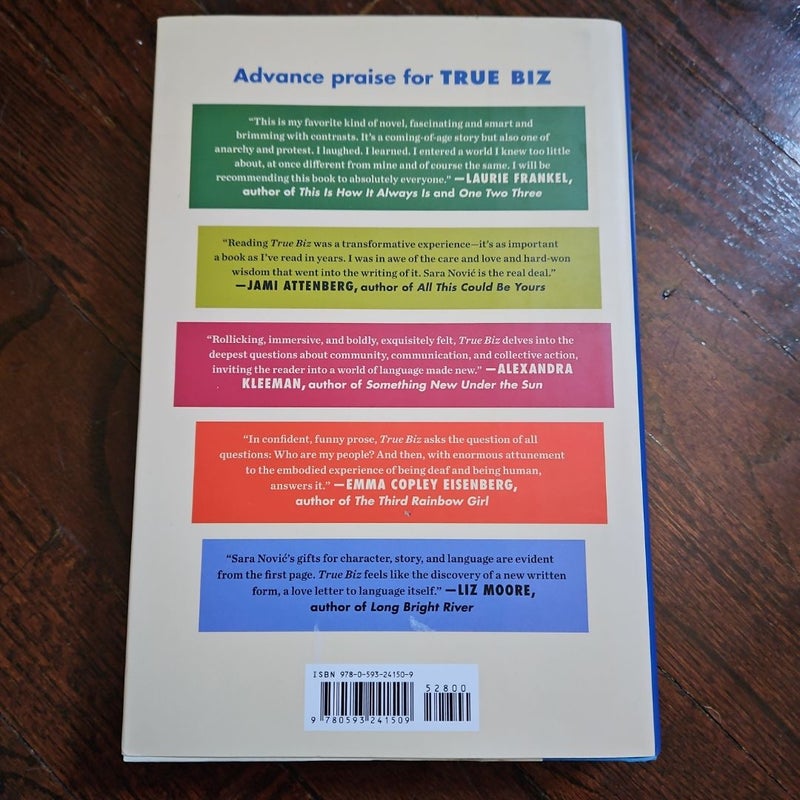 Advance praise for TRUE BIZ
“This is my favorite kind of novel, fascinating and smart and
brimming with contrasts. It’s a coming-of-age story but also one of
anarchy and protest. I laughed. I learned. I entered a world I knew too little
about, at once different from mine and of course the same. I will be
recommending this book to absolutely everyone.” —LAURIE FRANKEL,
author of This Is How It Always Is and One Two Three
“Reading True Biz was a transformative experience—it’s as important
a book as I’ve read in years. I was in awe of the care and love and hard-won
wisdom that went into the writing of it. Sara Nović is the real deal.”
—JAMI ATTENBERG, author of All This Could Be Yours
“Rollicking, immersive, and boldly, exquisitely felt, True Biz delves into the
deepest questions about community, communication, and collective action,
inviting the reader into a world of language made new.” —ALEXANDRA
KLEEMAN, author of Something New Under the Sun
“In confident, funny prose, True Biz asks the question of all
questions: Who are my people? And then, with enormous attunement
to the embodied experience of being deaf and being human,
answers it.” —EMMA COPLEY EISENBERG,
author of The Third Rainbow Girl
“Sara Nović’s gifts for character, story, and language are evident
from the first page. True Biz feels like the discovery of a new written
form, a love letter to language itself.” —LIZ MOORE,
author of Long Bright River
ISBN 978-0-593-24150-9
52800
9 780593 241509